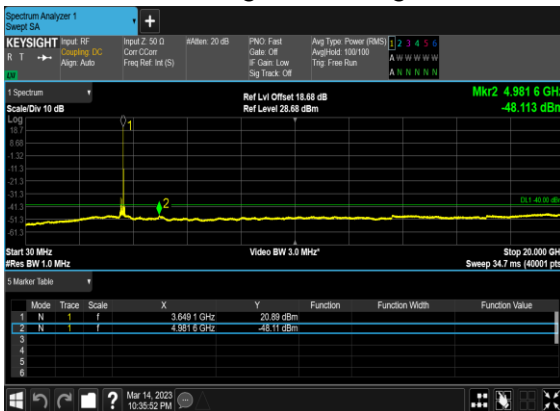 Spectrum Analyzer 1
Swept SA
+
KEYSIGHT Input: RF Input Z: 50 Ω #Atten: 20 dB PNO: Fast Avg Type: Power (RMS) 1 2 3 4 5 6
R T Coupling: DC Corr CCorr Gate: Off Avg|Hold: 100/100 A W W W W W
Align: Auto Freq Ref: Int (S) IF Gain: Low Trig: Free Run
Sig Track: Off A N N N N N
1 Spectrum
Ref Lvl Offset 18.68 dB Mkr2 4.981 6 GHz
Scale/Div 10 dB Ref Level 28.68 dBm -48.113 dBm
Log
18.7
8.68
-1.32
-11.3
-21.3
-31.3
-41.3
-51.3
-61.3
1
2
DL1 -40.00 dBm
Start 30 MHz Video BW 3.0 MHz* Stop 20.000 GHz
#Res BW 1.0 MHz Sweep 34.7 ms (40001 pts
5 Marker Table
Mode Trace Scale X Y Function Function Width Function Value
1 N 1 f 3.649 1 GHz 20.89 dBm
2 N 1 f 4.981 6 GHz -48.11 dBm
3
4
5
6
? Mar 14, 2023
10:35:52 PM